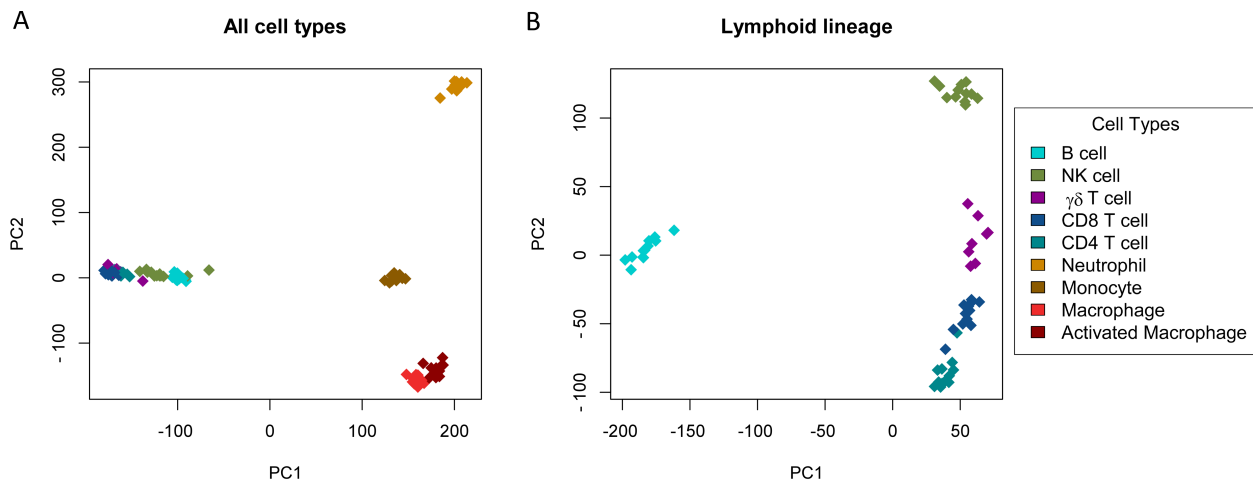 A
All cell types
300
200
100
0
- 100
PC2
-100
0
100
200
PC1
B
Lymphoid lineage
100
50
0
-50
- 100
PC2
-200
-150
-100
-50
0
50
PC1
Cell Types
B cell
NK cell
γδ T cell
CD8 T cell
CD4 T cell
Neutrophil
Monocyte
Macrophage
Activated Macrophage